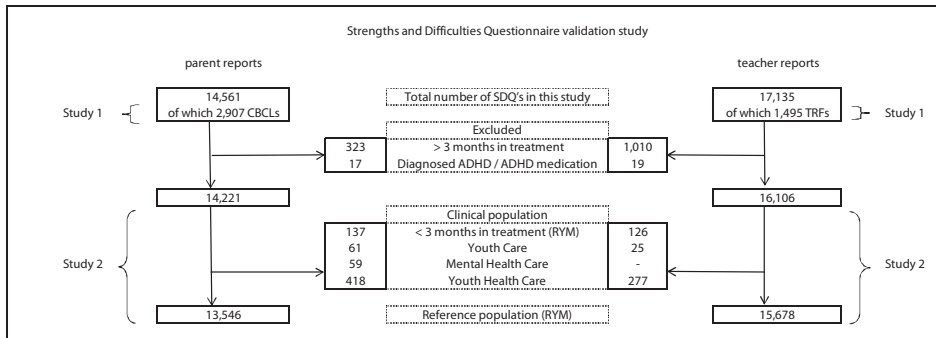 Strengths and Difficulties Questionnaire validation study
parent reports
teacher reports
14,561
of which 2,907 CBCLs
Total number of SDQ's in this study
17,135
of which 1,495 TRFs
Study 1
Study 1
Excluded
323 > 3 months in treatment 1,010
17 Diagnosed ADHD / ADHD medication 19
14,221
16,106
Clinical population
137 < 3 months in treatment (RYM) 126
61 Youth Care 25
59 Mental Health Care -
418 Youth Health Care 277
Study 2
Study 2
13,546
Reference population (RYM)
15,678